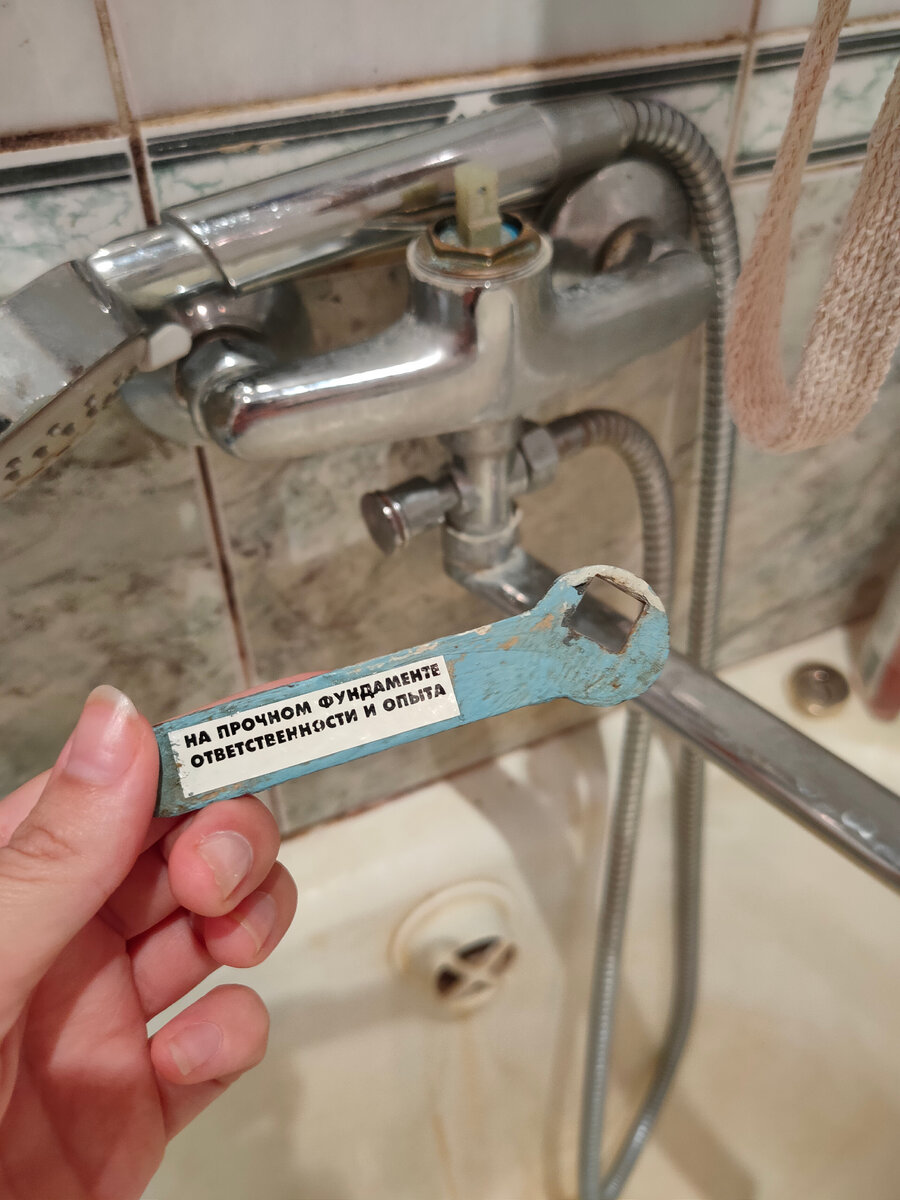 НА ПРОЧНОМ ФУНДАМЕНТЕ
ОТВЕТСТВЕННОСТИ И ОПЫТА